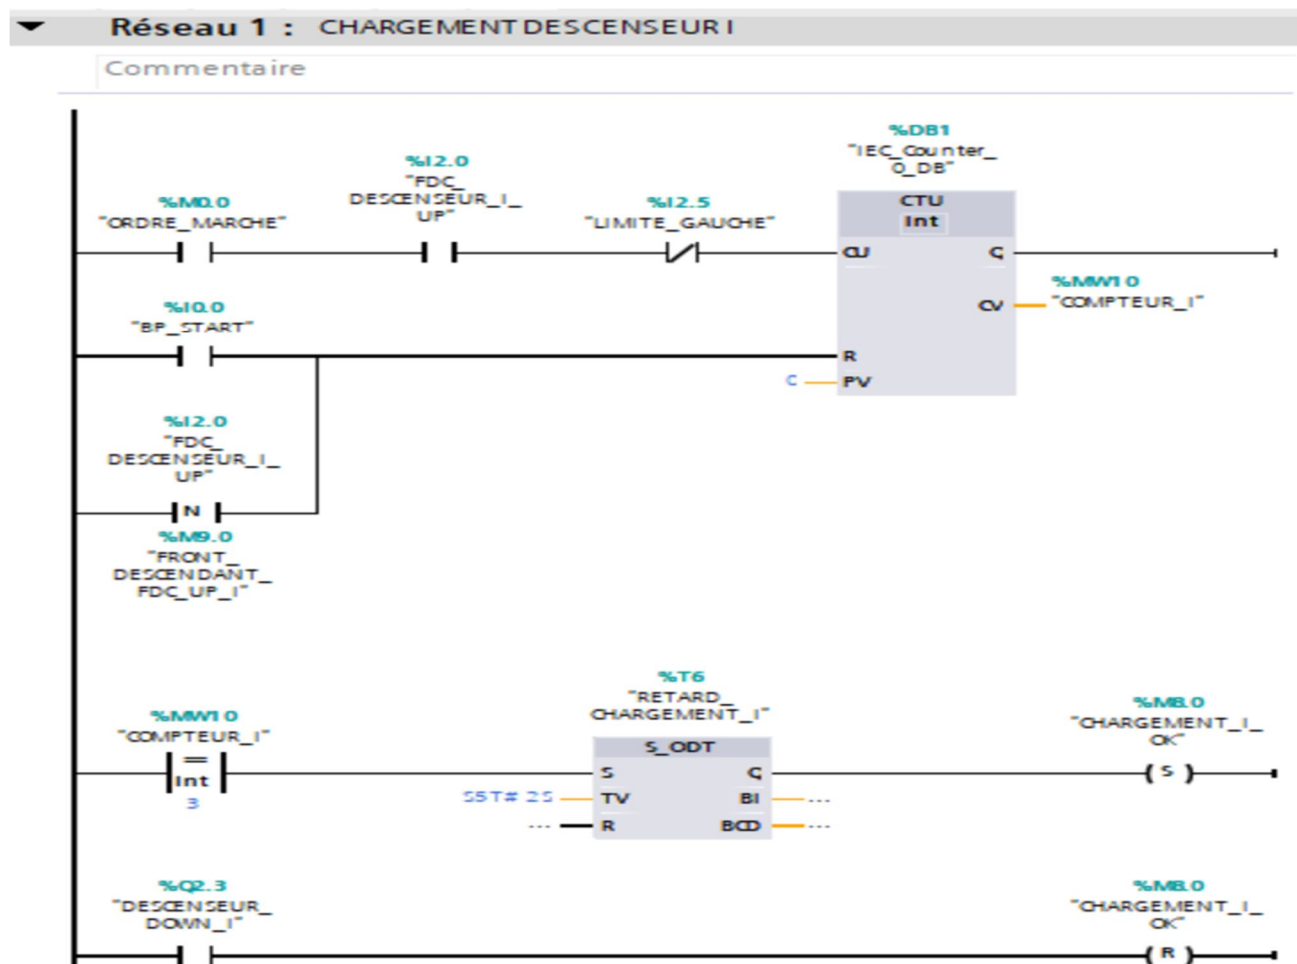 Réseau 1 : CHARGEMENT DESCENSEUR I
Commentaire
%DB1
"IEC_Counter_
0_DB"
%I2.0
"FDC_
DESCENSEUR_I_
UP"
%M0.0
"ORDRE_MARCHE"
%I2.5
"LIMITE_GAUCHE"
CTU
Int
CU Q
%MW10
CV "COMPTEUR_I"
%I0.0
"BP_START"
R
0 PV
%I2.0
"FDC_
DESCENSEUR_I_
UP"
N
%M9.0
"FRONT_
DESCENDANT_
FDC_UP_I"
%T6
"RETARD_
CHARGEMENT_I"
%MW10
"COMPTEUR_I"
%M8.0
"CHARGEMENT_I_
OK"
S_ODT
==
Int
3
S Q
S
S5T# 2S TV BI ...
... R BCD ...
%Q2.3
"DESCENSEUR_
DOWN_I"
%M8.0
"CHARGEMENT_I_
OK"
R